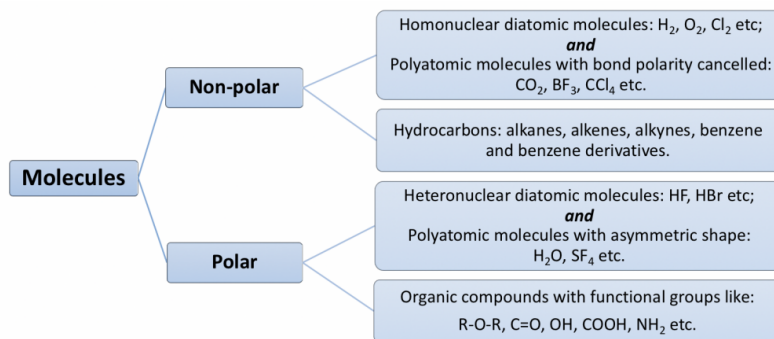 Homonuclear diatomic molecules: H₂, O₂, Cl₂ etc;
and
Polyatomic molecules with bond polarity cancelled:
CO₂, BF₃, CCl₄ etc.
Non-polar
Hydrocarbons: alkanes, alkenes, alkynes, benzene
and benzene derivatives.
Molecules
Heteronuclear diatomic molecules: HF, HBr etc;
and
Polyatomic molecules with asymmetric shape:
H₂O, SF₄ etc.
Polar
Organic compounds with functional groups like:
R-O-R, C=O, OH, COOH, NH₂ etc.